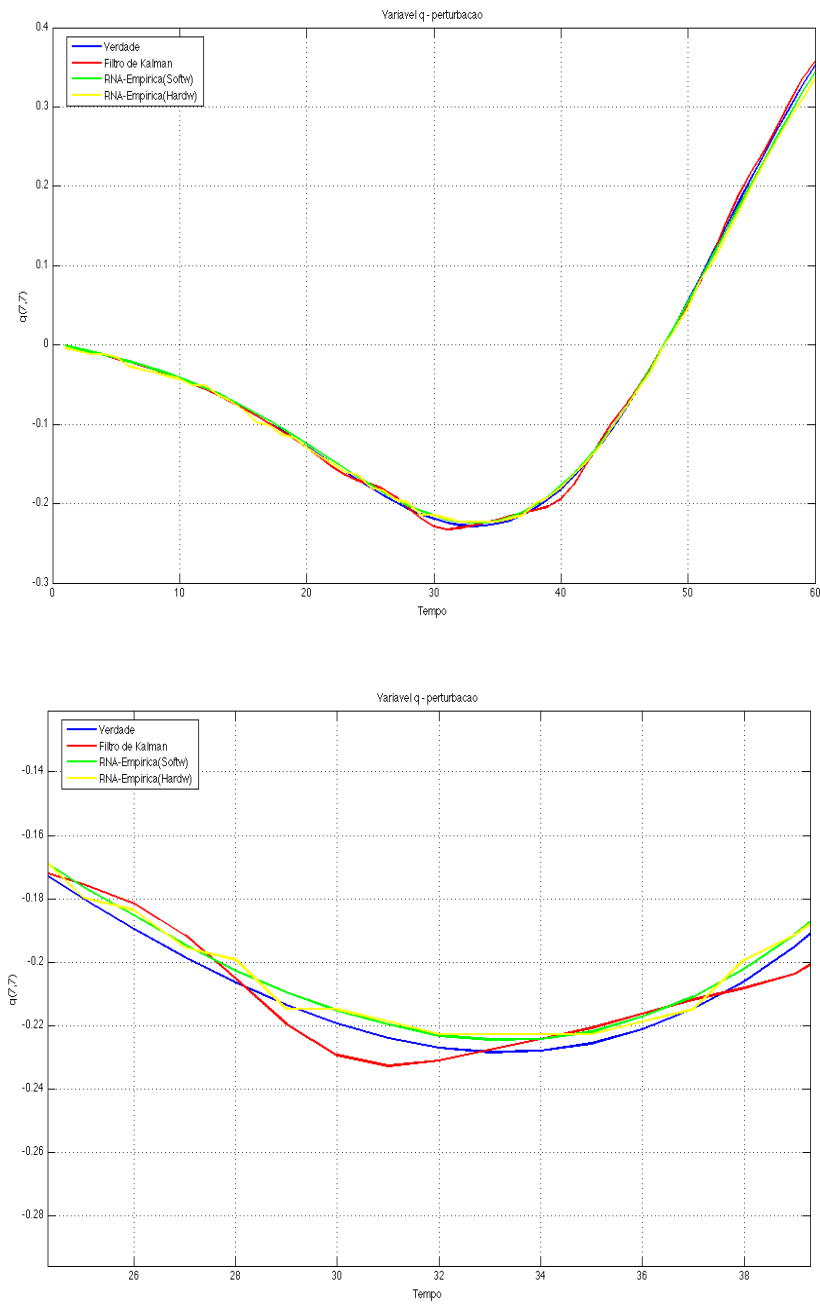 Variavel q - perturbacao
0.4
0.3
0.2
0.1
0
-0.1
-0.2
-0.3
q(7,7)
Verdade
Filtro de Kalman
RNA-Empirica(Softw)
RNA-Empirica(Hardw)
0
10
20
30
40
50
60
Tempo
Variavel q - perturbacao
-0.14
-0.16
-0.18
-0.2
-0.22
-0.24
-0.26
-0.28
q(7,7)
Verdade
Filtro de Kalman
RNA-Empirica(Softw)
RNA-Empirica(Hardw)
26
28
30
32
34
36
38
Tempo